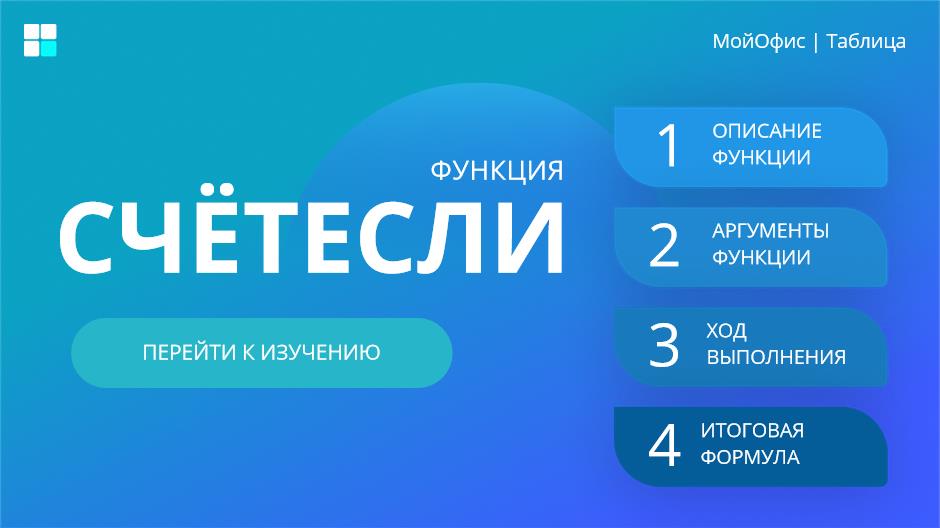 МойОфис | Таблица
ФУНКЦИЯ
СЧЁТЕСЛИ
ПЕРЕЙТИ К ИЗУЧЕНИЮ
1
ОПИСАНИЕ
ФУНКЦИИ
2
АРГУМЕНТЫ
ФУНКЦИИ
3
ХОД
ВЫПОЛНЕНИЯ
4
ИТОГОВАЯ
ФОРМУЛА